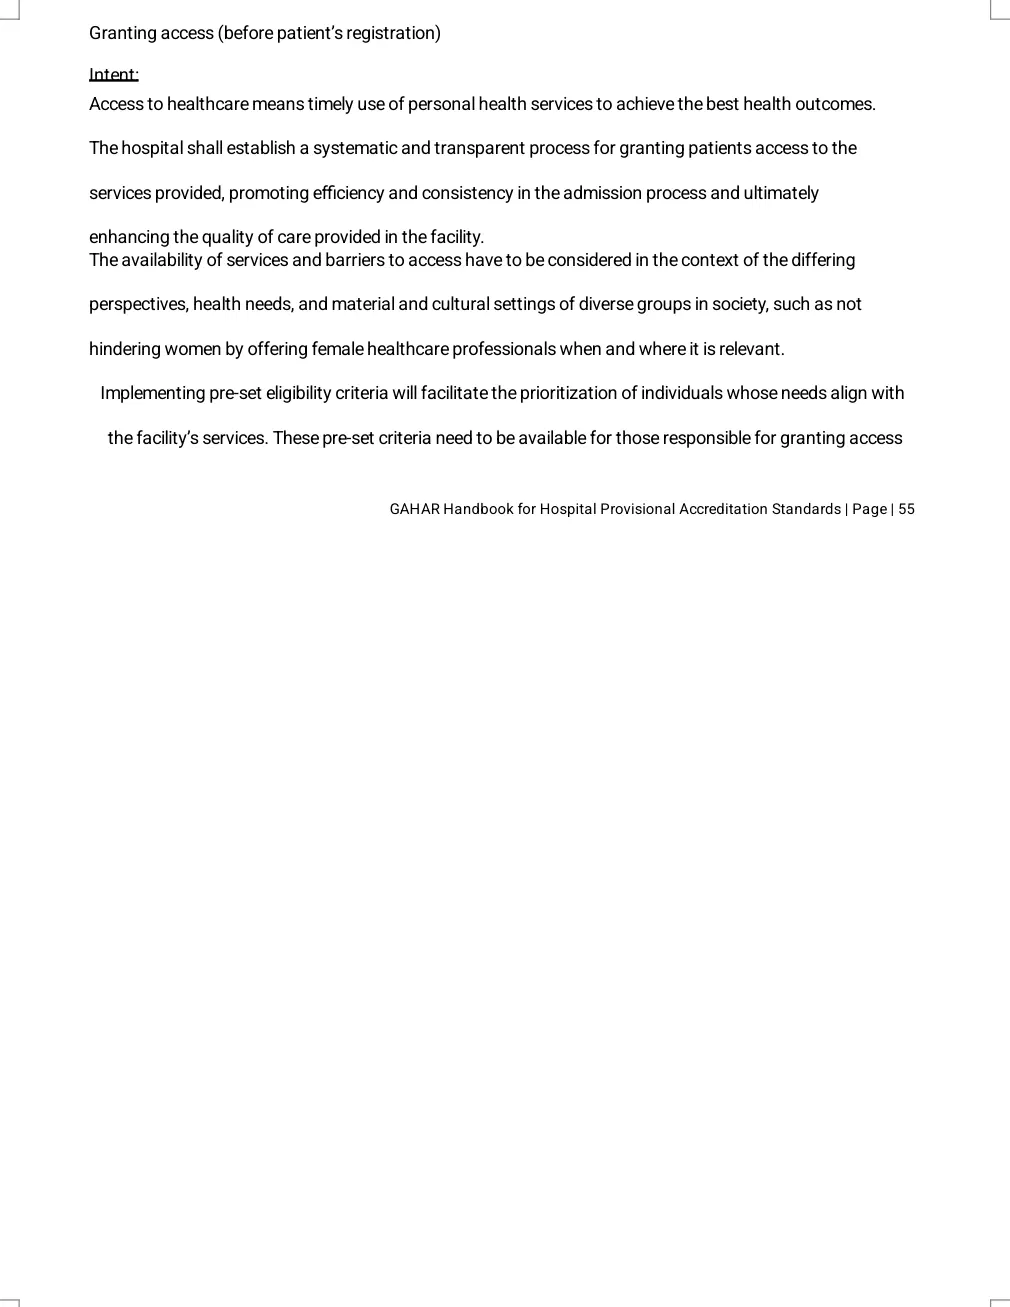 Granting access (before patient’s registration)
Intent:
Access to healthcare means timely use of personal health services to achieve the best health outcomes.
The hospital shall establish a systematic and transparent process for granting patients access to the
services provided, promoting efficiency and consistency in the admission process and ultimately
enhancing the quality of care provided in the facility.
The availability of services and barriers to access have to be considered in the context of the differing
perspectives, health needs, and material and cultural settings of diverse groups in society, such as not
hindering women by offering female healthcare professionals when and where it is relevant.
Implementing pre-set eligibility criteria will facilitate the prioritization of individuals whose needs align with
the facility’s services. These pre-set criteria need to be available for those responsible for granting access
GAHAR Handbook for Hospital Provisional Accreditation Standards | Page | 55